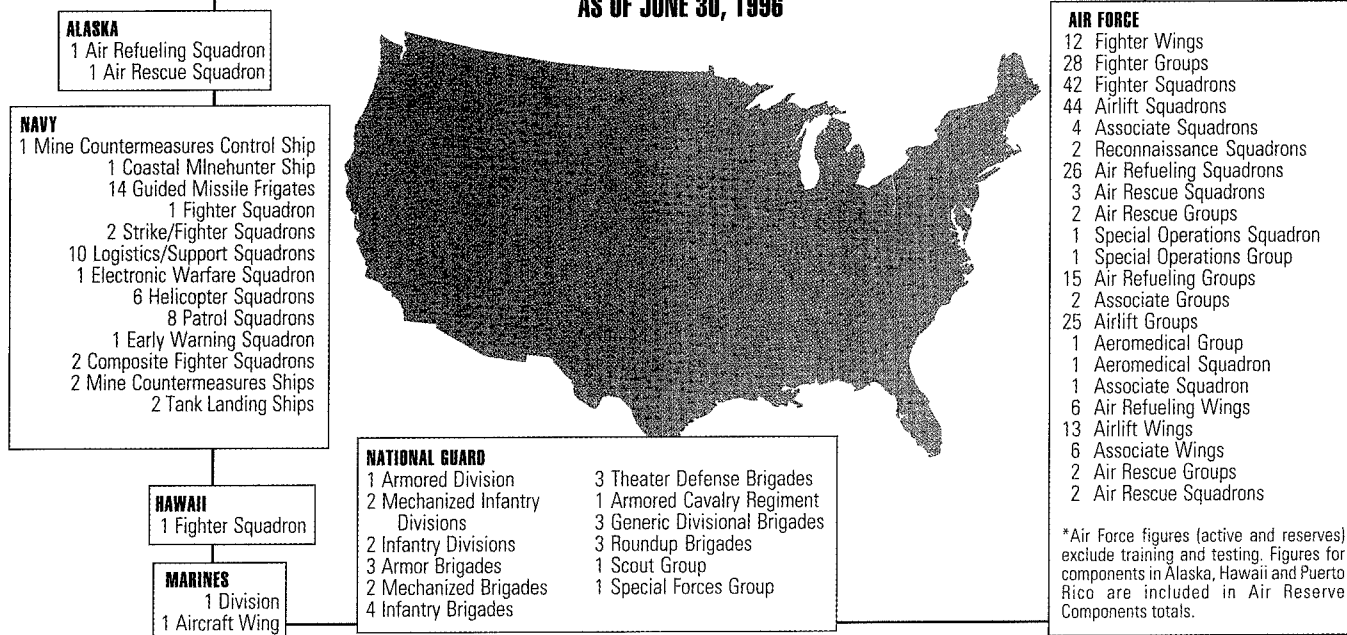 AS OF JUNE 30, 1996
ALASKA
1 Air Refueling Squadron
1 Air Rescue Squadron
NAVY
1 Mine Countermeasures Control Ship
1 Coastal MInehunter Ship
14 Guided Missile Frigates
1 Fighter Squadron
2 Strike/Fighter Squadrons
10 Logistics/Support Squadrons
1 Electronic Warfare Squadron
6 Helicopter Squadrons
8 Patrol Squadrons
1 Early Warning Squadron
2 Composite Fighter Squadrons
2 Mine Countermeasures Ships
2 Tank Landing Ships
HAWAII
1 Fighter Squadron
MARINES
1 Division
1 Aircraft Wing
NATIONAL GUARD
1 Armored Division
2 Mechanized Infantry
Divisions
2 Infantry Divisions
3 Armor Brigades
2 Mechanized Brigades
4 Infantry Brigades
3 Theater Defense Brigades
1 Armored Cavalry Regiment
3 Generic Divisional Brigades
3 Roundup Brigades
1 Scout Group
1 Special Forces Group
AIR FORCE
12 Fighter Wings
28 Fighter Groups
42 Fighter Squadrons
44 Airlift Squadrons
4 Associate Squadrons
2 Reconnaissance Squadrons
26 Air Refueling Squadrons
3 Air Rescue Squadrons
2 Air Rescue Groups
1 Special Operations Squadron
1 Special Operations Group
15 Air Refueling Groups
2 Associate Groups
25 Airlift Groups
1 Aeromedical Group
1 Aeromedical Squadron
1 Associate Squadron
6 Air Refueling Wings
13 Airlift Wings
6 Associate Wings
2 Air Rescue Groups
2 Air Rescue Squadrons
*Air Force figures (active and reserves)
exclude training and testing. Figures for
components in Alaska, Hawaii and Puerto
Rico are included in Air Reserve
Components totals.